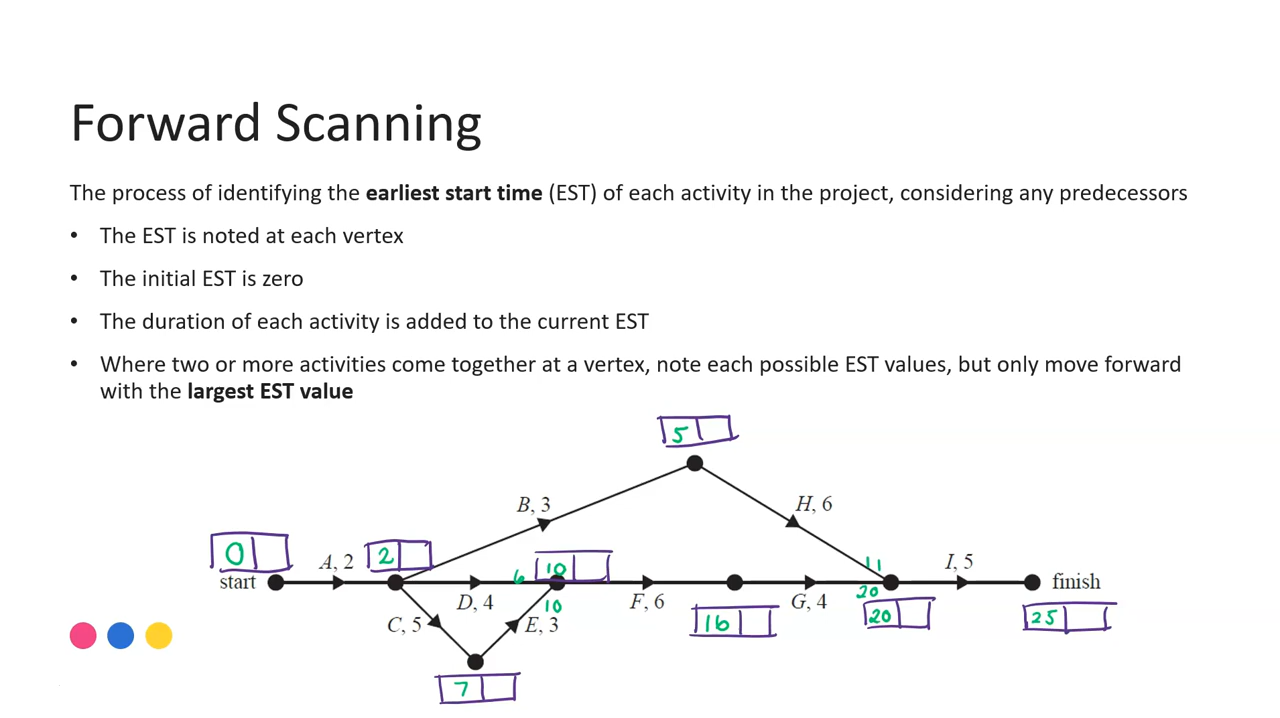 Forward Scanning
The process of identifying the earliest start time (EST) of each activity in the project, considering any predecessors
• The EST is noted at each vertex
• The initial EST is zero
• The duration of each activity is added to the current EST
• Where two or more activities come together at a vertex, note each possible EST values, but only move forward
with the largest EST value
5
B, 3
H, 6
0
A, 2
2
6
10
11
I, 5
start
finish
D, 4
10
F, 6
G, 4
20
C, 5
E, 3
16
20
25
7